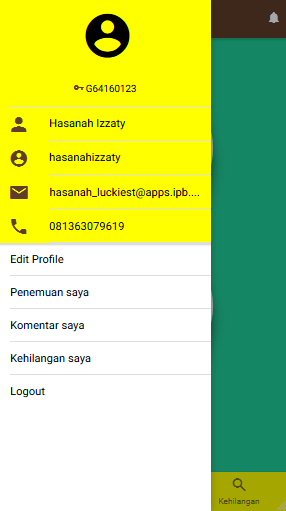 G64160123
Hasanah Izzaty
hasanahizzaty
hasanah_luckiest@apps.ipb....
081363079619
Edit Profile
Penemuan saya
Komentar saya
Kehilangan saya
Logout
Kehilangan